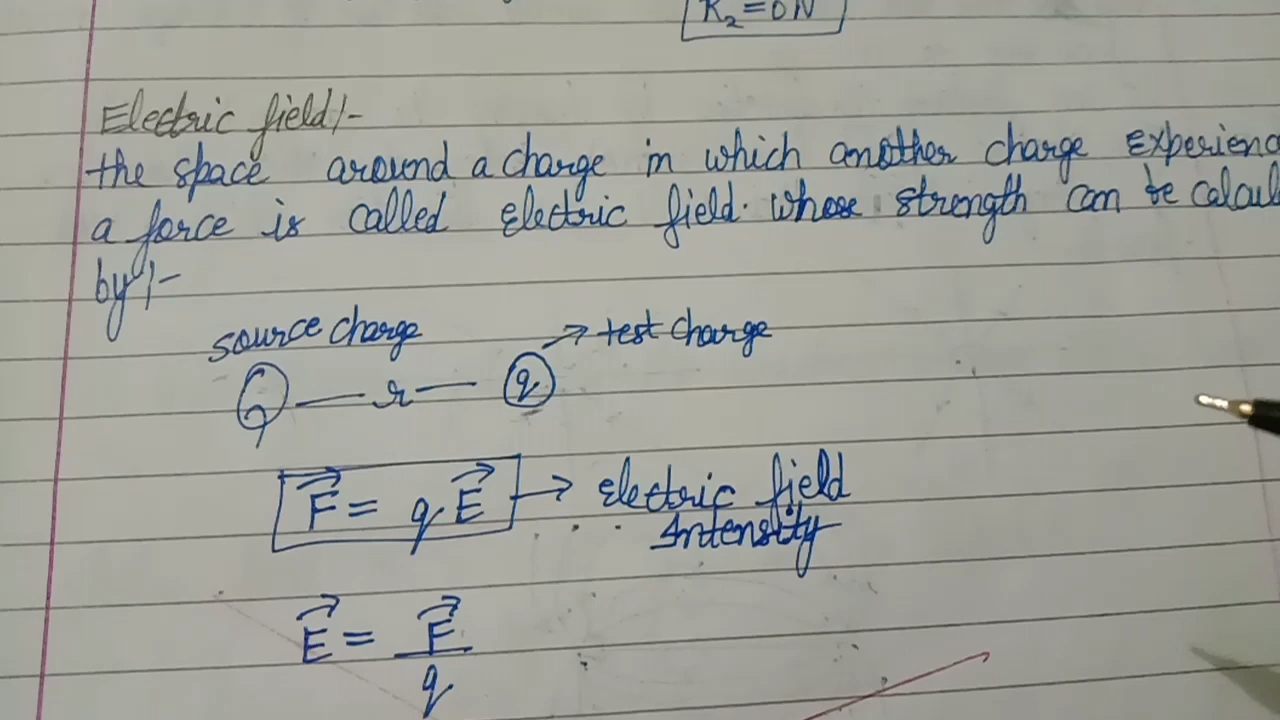 R₂=0N
Electric field:-
the space around a charge in which another charge experienc
a force is called electric field. whose strength can be calcul
by:-
source charge → test charge
Q — r — q
F⃗ = qE⃗ → electric field
Intensity
E⃗ = F⃗
q